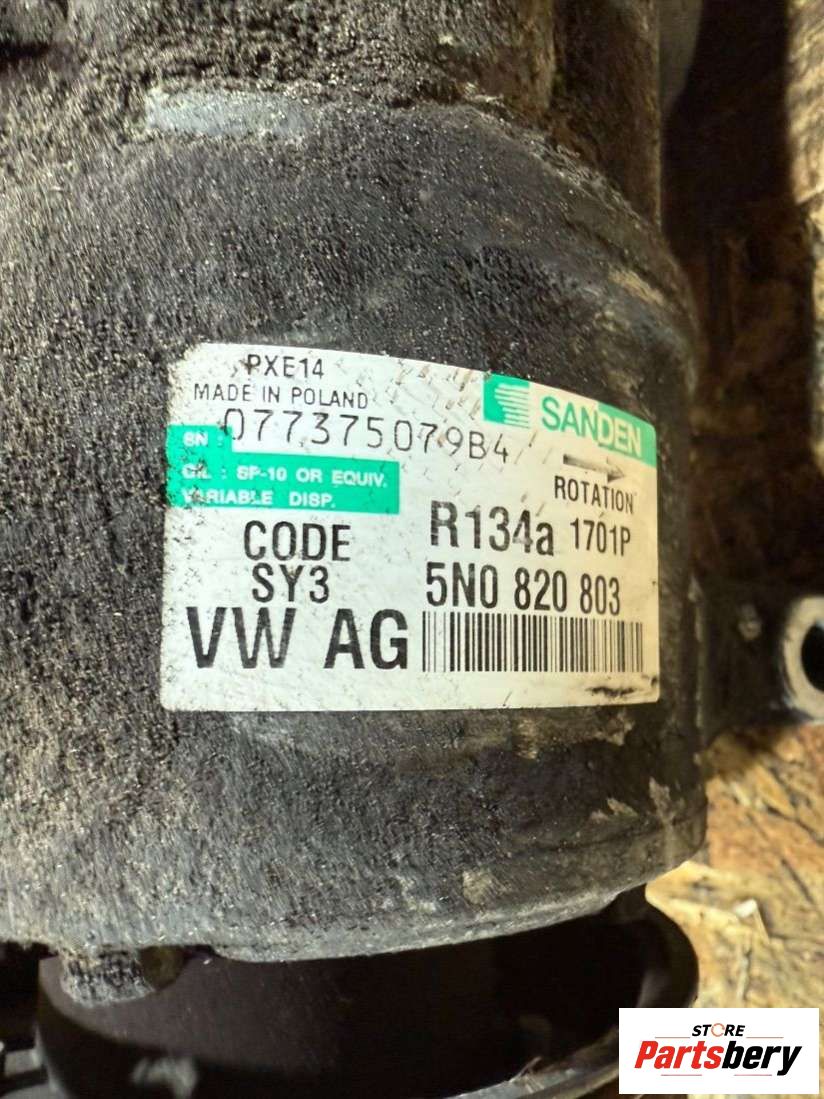 PXE14
MADE IN POLAND
SANDEN
SN : 077375079B4
OIL : SP-10 OR EQUIV.
VARIABLE DISP.
ROTATION
CODE
R134a 1701P
SY3
5N0 820 803
VW AG
STORE
Partsbery